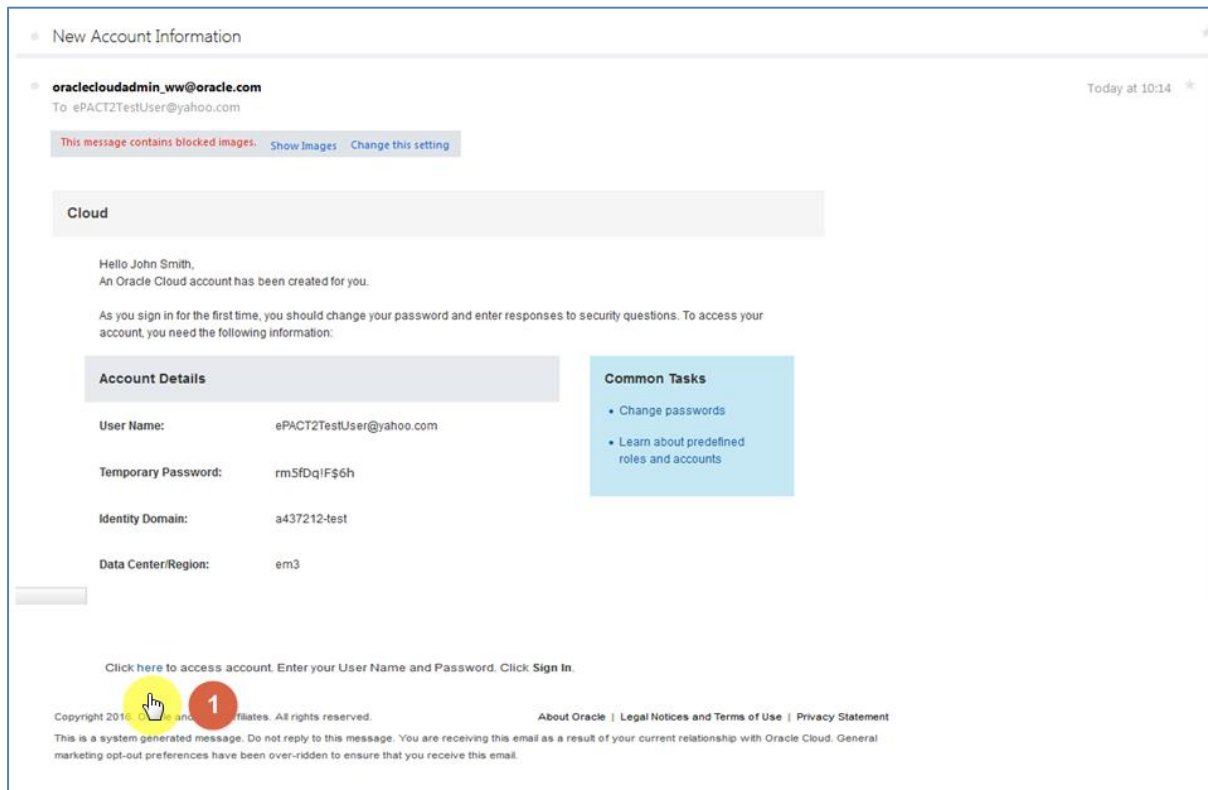 New Account Information
oraclecloudadmin_ww@oracle.com
Today at 10:14
To ePACT2TestUser@yahoo.com
This message contains blocked images. Show Images Change this setting
Cloud
Hello John Smith,
An Oracle Cloud account has been created for you.
As you sign in for the first time, you should change your password and enter responses to security questions. To access your
account, you need the following information:
Account Details
User Name: ePACT2TestUser@yahoo.com
Temporary Password: rm5fDq!F$6h
Identity Domain: a437212-test
Data Center/Region: em3
Common Tasks
• Change passwords
• Learn about predefined
roles and accounts
Click here to access account. Enter your User Name and Password. Click Sign In.
1
Copyright 2016. and filiates. All rights reserved.
About Oracle | Legal Notices and Terms of Use | Privacy Statement
This is a system generated message. Do not reply to this message. You are receiving this email as a result of your current relationship with Oracle Cloud. General
marketing opt-out preferences have been over-ridden to ensure that you receive this email.